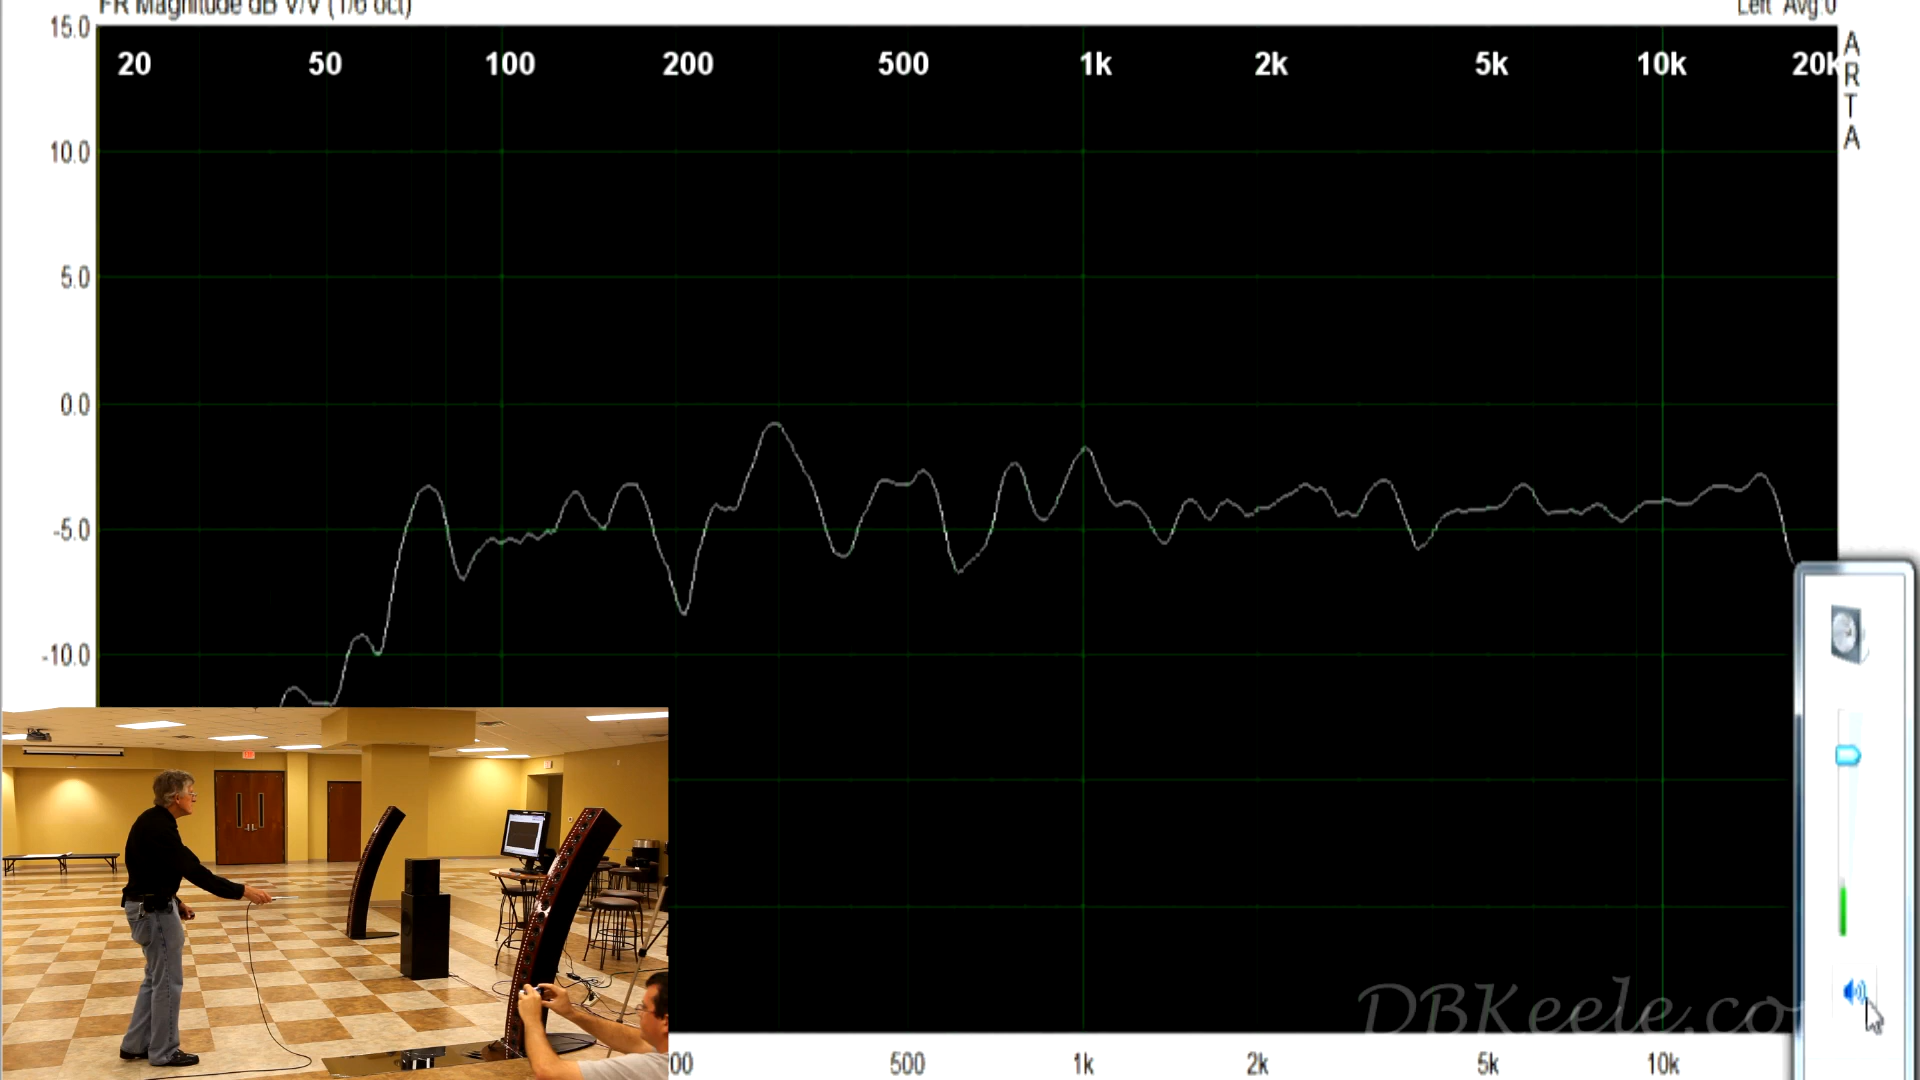 FR Magnitude dB V/V (1/6 oct)
Left Avg:0
15.0
20 50 100 200 500 1k 2k 5k 10k 20k
A
R
T
A
10.0
5.0
0.0
-5.0
-10.0
DBKeele.co
00 500 1k 2k 5k 10k